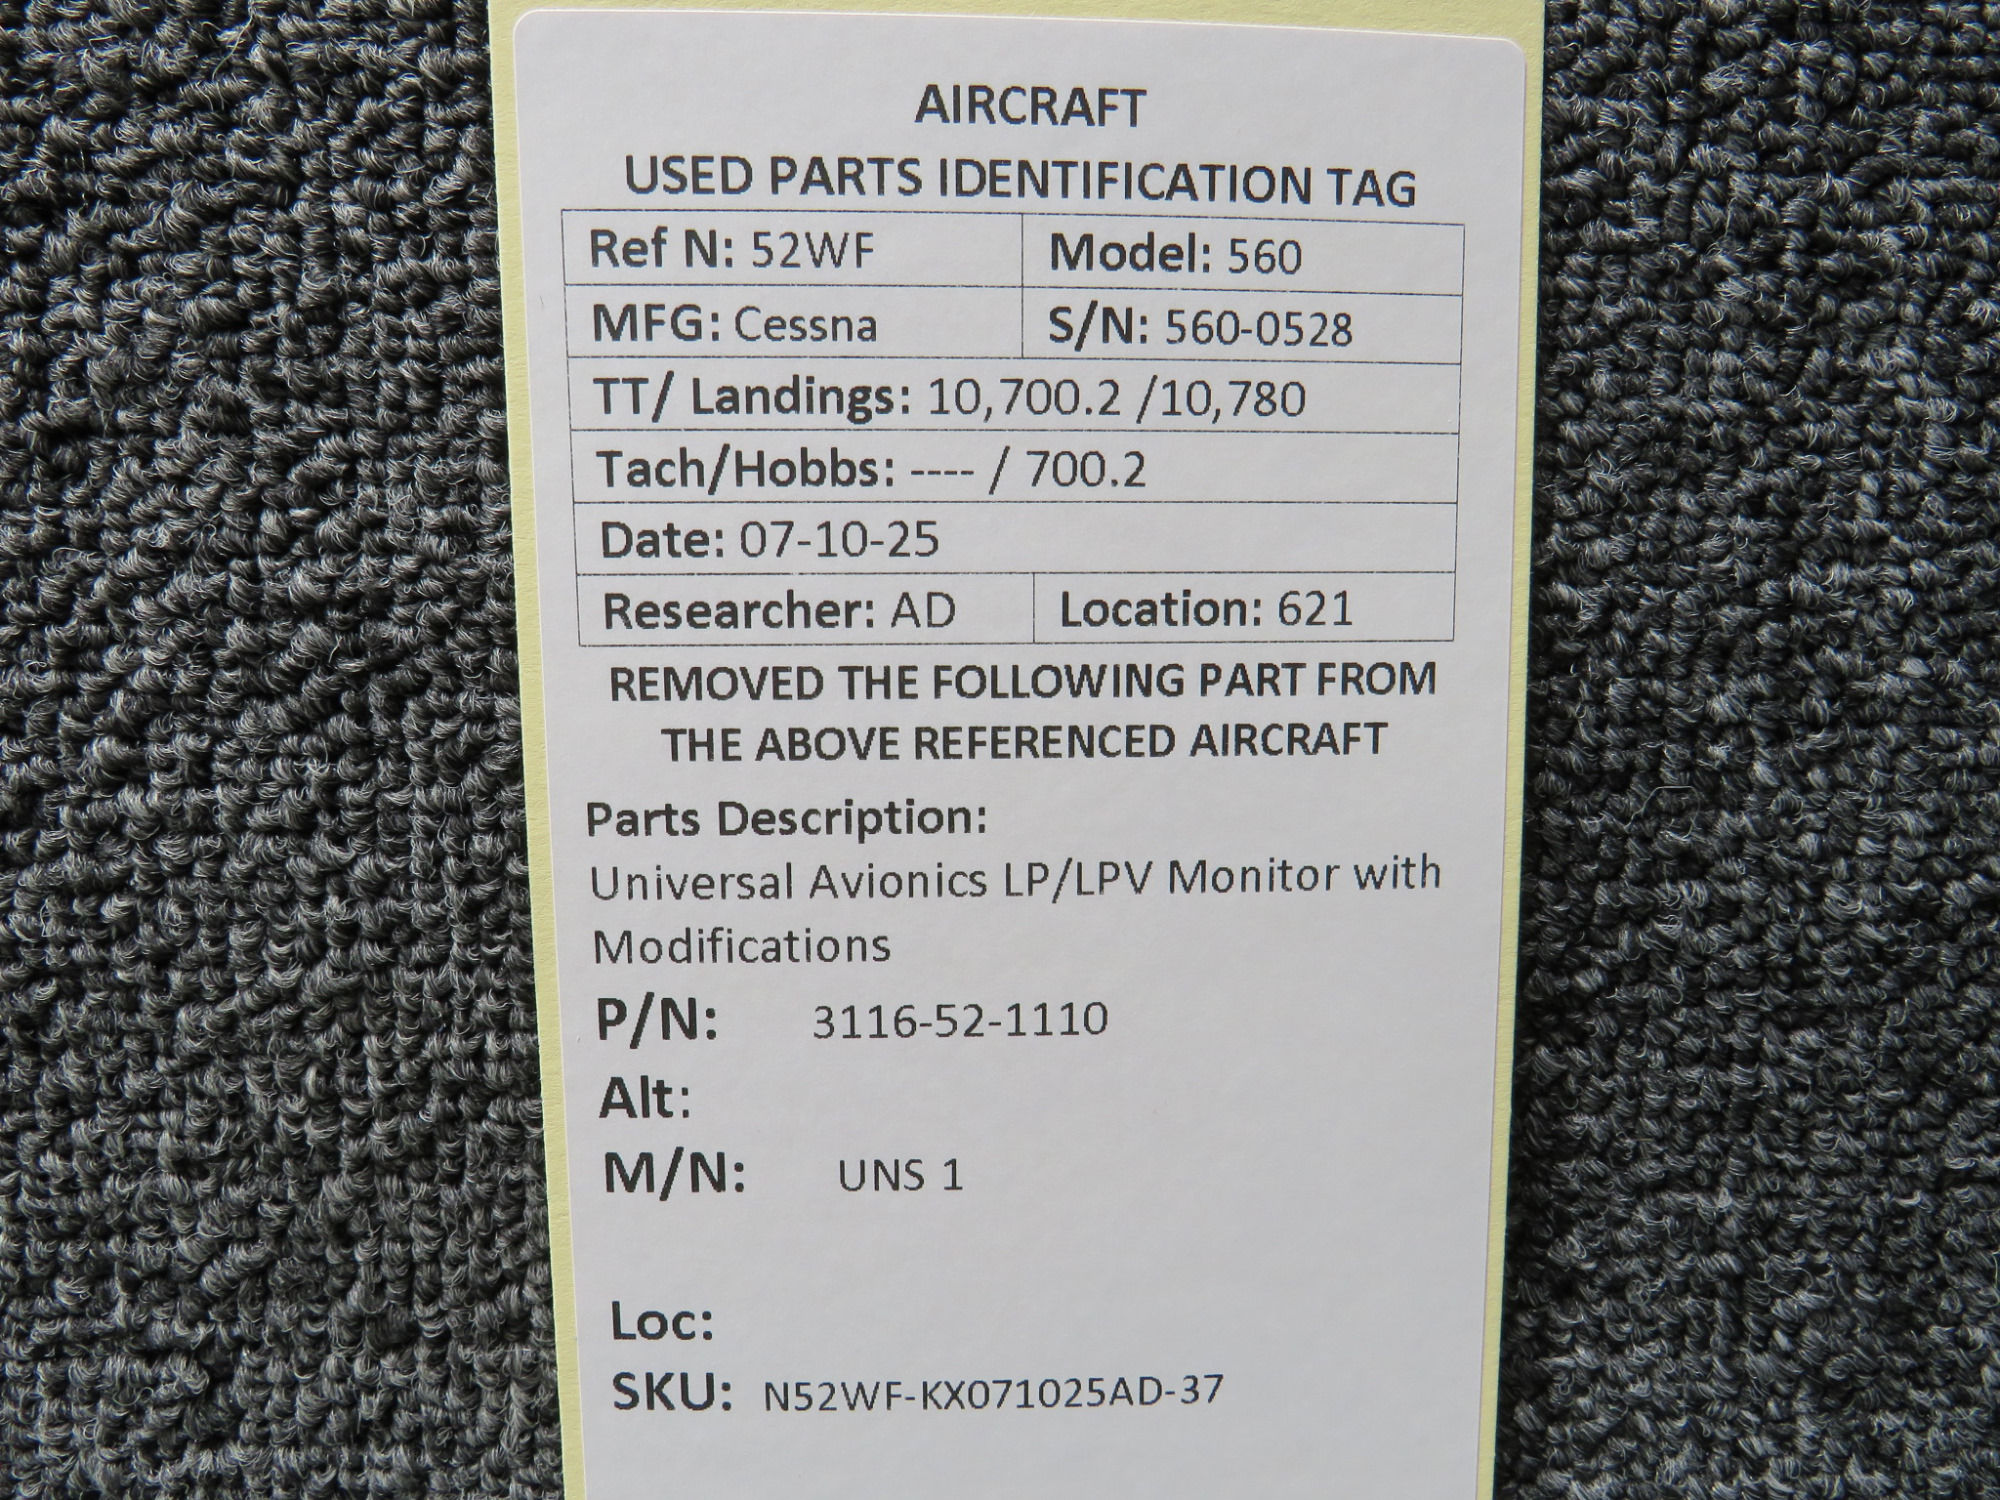 AIRCRAFT
USED PARTS IDENTIFICATION TAG
Ref N: 52WF Model: 560
MFG: Cessna S/N: 560-0528
TT/ Landings: 10,700.2 /10,780
Tach/Hobbs: ---- / 700.2
Date: 07-10-25
Researcher: AD Location: 621
REMOVED THE FOLLOWING PART FROM
THE ABOVE REFERENCED AIRCRAFT
Parts Description:
Universal Avionics LP/LPV Monitor with
Modifications
P/N: 3116-52-1110
Alt:
M/N: UNS 1
Loc:
SKU: N52WF-KX071025AD-37